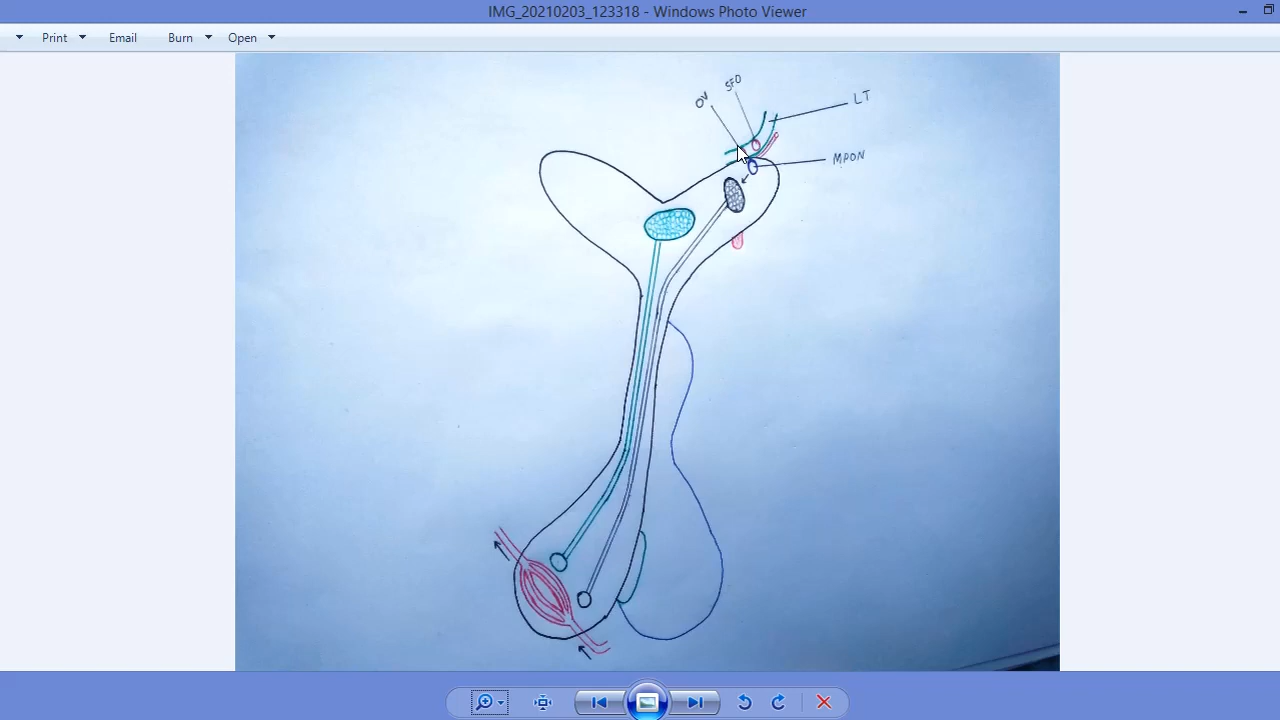 IMG_20210203_123318 - Windows Photo Viewer
Print Email Burn Open
OV
SFO
LT
MPON